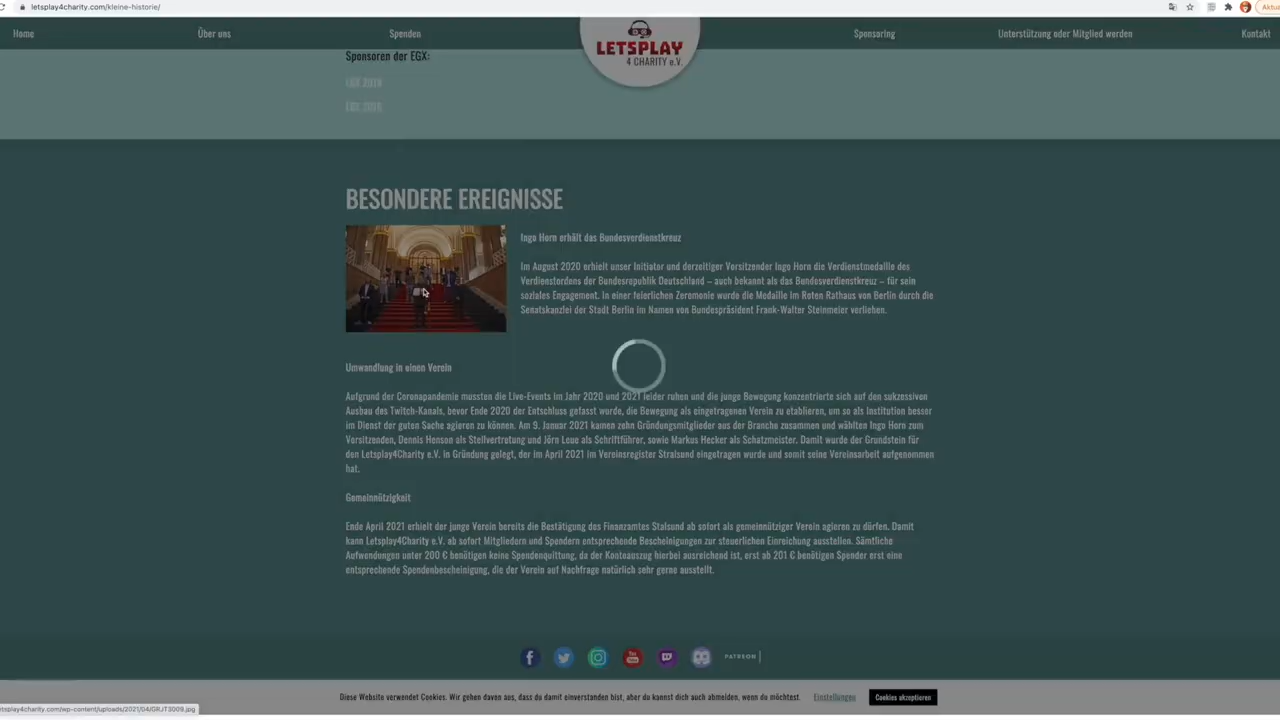 letsplay4charity.com/kleine-historie/
Home Über uns Spenden Sponsoring Unterstützung oder Mitglied werden Kontakt
LETSPLAY
4 CHARITY e.V.
Sponsoren der EGX:
BESONDERE EREIGNISSE
Ingo Horn erhält das Bundesverdienstkreuz
Im August 2020 erhielt unser Initiator und derzeitiger Vorsitzender Ingo Horn die Verdienstmedaille des
Verdienstordens der Bundesrepublik Deutschland – auch bekannt als das Bundesverdienstkreuz – für sein
soziales Engagement. In einer feierlichen Zeremonie wurde die Medaille im Roten Rathaus von Berlin durch die
Senatskanzlei der Stadt Berlin im Namen von Bundespräsident Frank-Walter Steinmeier verliehen.
Umwandlung in einen Verein
Aufgrund der Coronapandemie mussten die Live-Events im Jahr 2020 und 2021 leider ruhen und die junge Bewegung konzentrierte sich auf den sukzessiven
Ausbau des Twitch-Kanals, bevor Ende 2020 der Entschluss gefasst wurde, die Bewegung als eingetragenen Verein zu etablieren, um so als Institution besser
im Dienst der guten Sache agieren zu können. Am 9. Januar 2021 kamen zehn Gründungsmitglieder aus der Branche zusammen und wählten Ingo Horn zum
Vorsitzenden, Dennis Henson als Stellvertretung und Jörn Leue als Schriftführer, sowie Markus Hecker als Schatzmeister. Damit wurde der Grundstein für
den Letsplay4Charity e.V. in Gründung gelegt, der im April 2021 im Vereinsregister Stralsund eingetragen wurde und somit seine Vereinsarbeit aufgenommen
hat.
Gemeinnützigkeit
Ende April 2021 erhielt der junge Verein bereits die Bestätigung des Finanzamtes Stalsund ab sofort als gemeinnütziger Verein agieren zu dürfen. Damit
kann Letsplay4Charity e.V. ab sofort Mitgliedern und Spendern entsprechende Bescheinigungen zur steuerlichen Einreichung ausstellen. Sämtliche
Aufwendungen unter 200 € benötigen keine Spendenquittung, da der Kontoauszug hierbei ausreichend ist, erst ab 201 € benötigen Spender erst eine
entsprechende Spendenbescheinigung, die der Verein auf Nachfrage natürlich sehr gerne ausstellt.
You Tube
PATREON
Diese Website verwendet Cookies. Wir gehen davon aus, dass du damit einverstanden bist, aber du kannst dich auch abmelden, wenn du möchtest. Einstellungen Cookies akzeptieren
etsplay4charity.com/wp-content/uploads/2021/04/GRJT3009.jpg